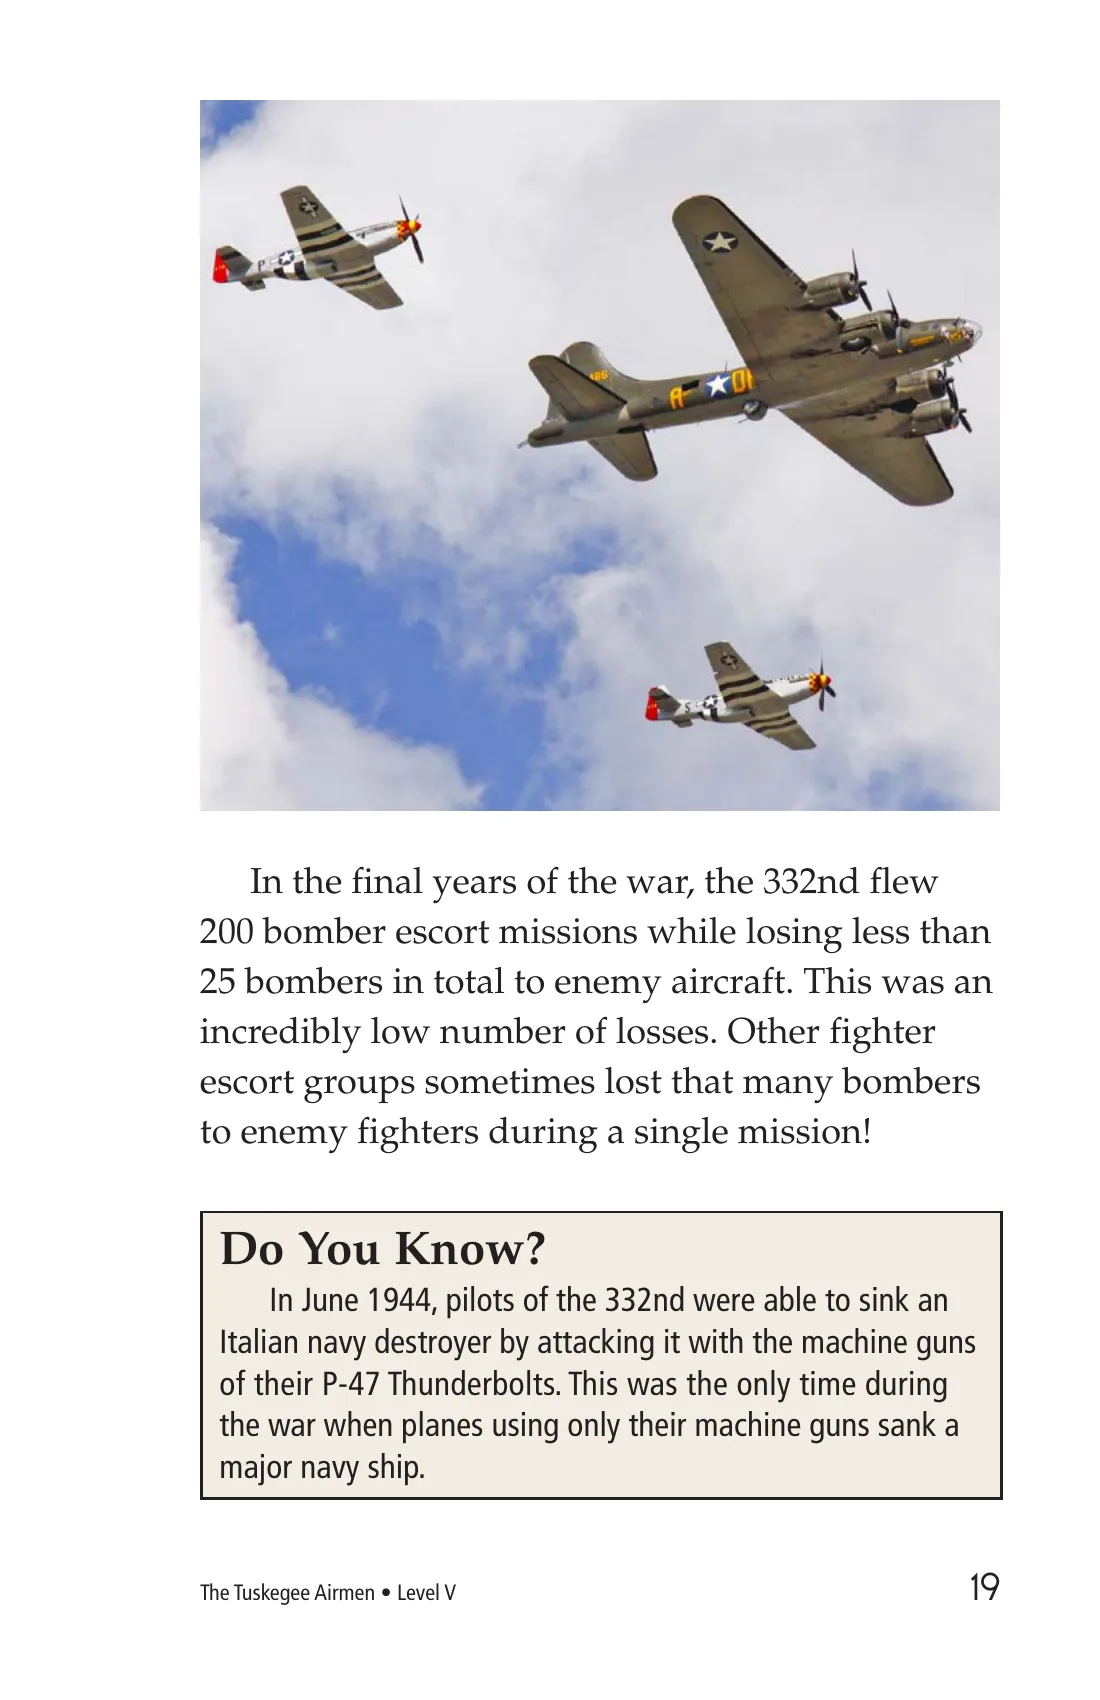 In the final years of the war, the 332nd flew
200 bomber escort missions while losing less than
25 bombers in total to enemy aircraft. This was an
incredibly low number of losses. Other fighter
escort groups sometimes lost that many bombers
to enemy fighters during a single mission!
Do You Know?
In June 1944, pilots of the 332nd were able to sink an
Italian navy destroyer by attacking it with the machine guns
of their P-47 Thunderbolts. This was the only time during
the war when planes using only their machine guns sank a
major navy ship.
The Tuskegee Airmen • Level V
19